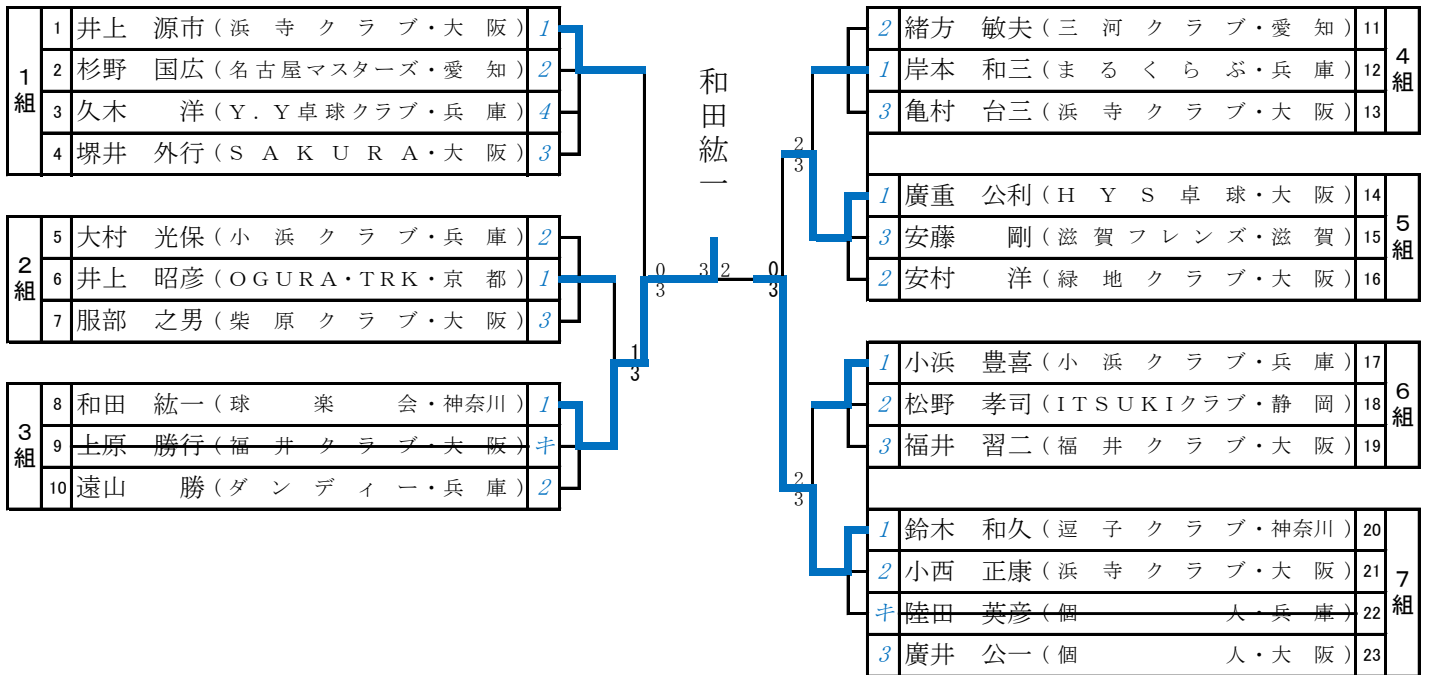 1組
1 井上 源市 (浜寺クラブ・大阪) 1
2 杉野 国広 (名古屋マスターズ・愛知) 2
3 久木 洋 (Y.Y卓球クラブ・兵庫) 4
4 堺井 外行 (SAKURA・大阪) 3
2組
5 大村 光保 (小浜クラブ・兵庫) 2
6 井上 昭彦 (OGURA・TRK・京都) 1
7 服部 之男 (柴原クラブ・大阪) 3
3組
8 和田 紘一 (球楽会・神奈川) 1
9 上原 勝行 (福井クラブ・大阪) キ
10 遠山 勝 (ダンディー・兵庫) 2
1
3
0
3
和田紘一
3 2
0
3
2
3
2
3
4組
2 緒方 敏夫 (三河クラブ・愛知) 11
1 岸本 和三 (まるくらぶ・兵庫) 12
3 亀村 台三 (浜寺クラブ・大阪) 13
5組
1 廣重 公利 (HYS卓球・大阪) 14
3 安藤 剛 (滋賀フレンズ・滋賀) 15
2 安村 洋 (緑地クラブ・大阪) 16
6組
1 小浜 豊喜 (小浜クラブ・兵庫) 17
2 松野 孝司 (ITSUKIクラブ・静岡) 18
3 福井 習二 (福井クラブ・大阪) 19
7組
1 鈴木 和久 (逗子クラブ・神奈川) 20
2 小西 正康 (浜寺クラブ・大阪) 21
キ 陸田 英彦 (個人・兵庫) 22
3 廣井 公一 (個人・大阪) 23